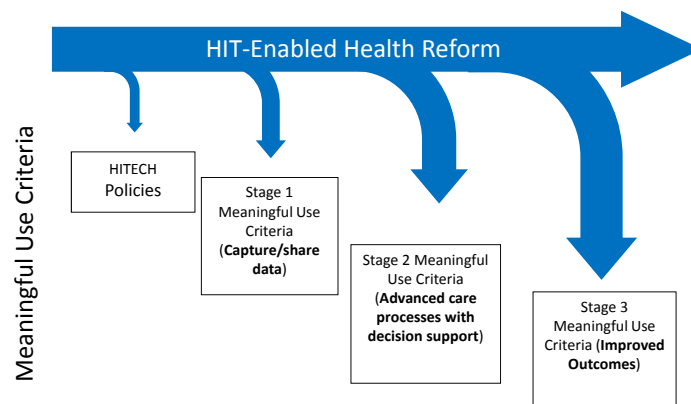 HIT-Enabled Health Reform
Meaningful Use Criteria
HITECH
Policies
Stage 1
Meaningful Use
Criteria
(Capture/share
data)
Stage 2 Meaningful
Use Criteria
(Advanced care
processes with
decision support)
Stage 3
Meaningful Use
Criteria (Improved
Outcomes)